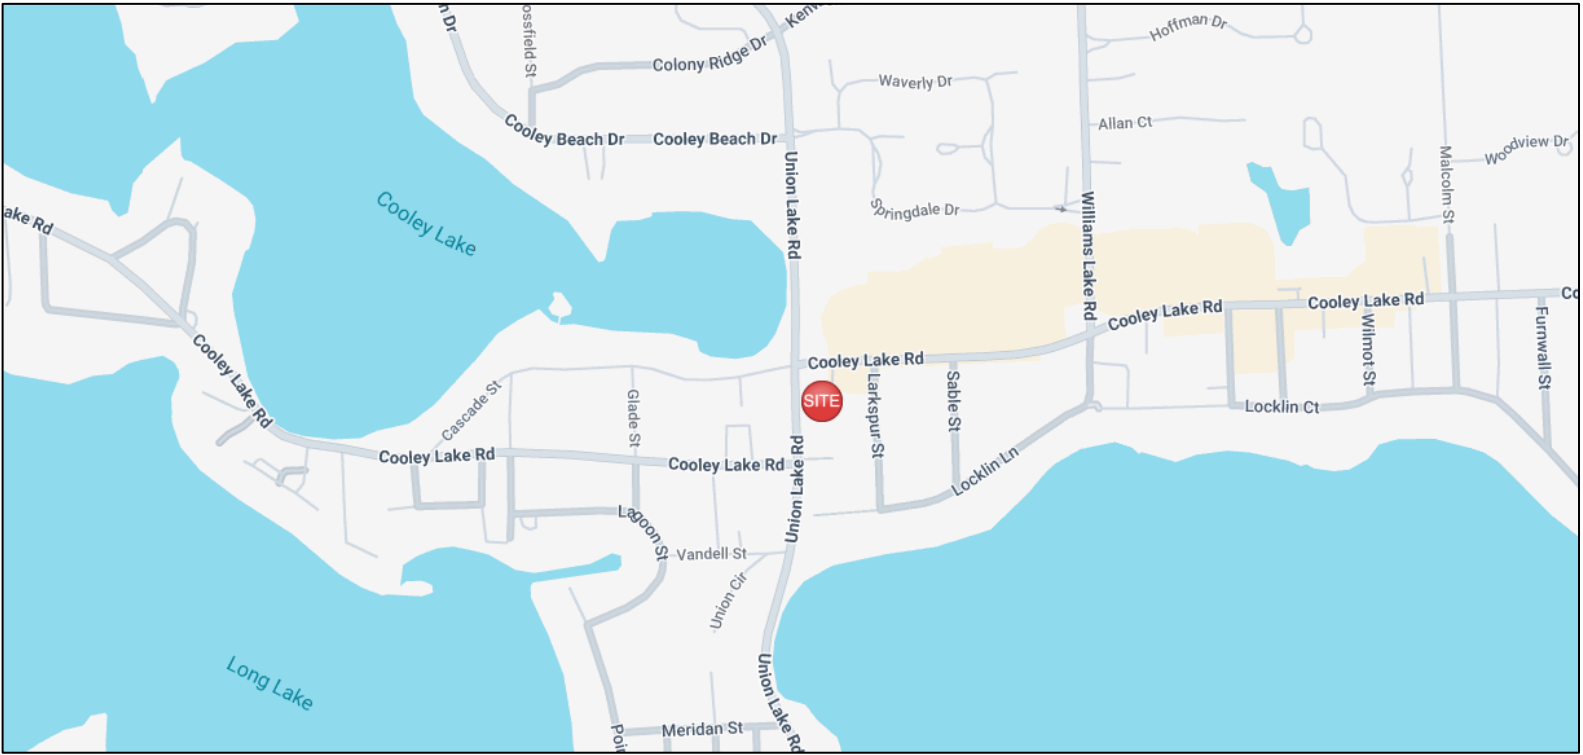 Hoffman Dr
Colony Ridge Dr
Waverly Dr
Allan Ct
Cooley Beach Dr
Cooley Beach Dr
Woodview Dr
Union Lake Rd
Malcolm St
Cooley Lake
Springdale Dr
Williams Lake Rd
Cooley Lake Rd
Cooley Lake Rd
Furnwall St
Wilmot St
Cooley Lake Rd
Cooley Lake Rd
SITE
Larkspur St
Sable St
Cascade St
Glade St
Locklin Ct
Cooley Lake Rd
Cooley Lake Rd
Union Lake Rd
Locklin Ln
Lagoon St
Vandell St
Union Cir
Long Lake
Union Lake Rd
Meridan St